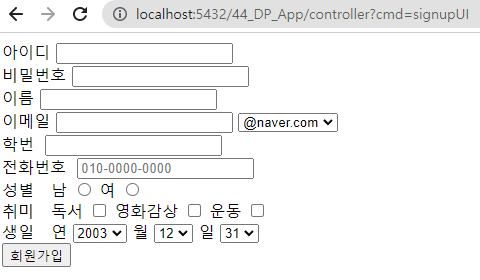 localhost:5432/44_DP_App/controller?cmd=signupUI
아이디
비밀번호
이름
이메일 @naver.com
학번
전화번호 010-0000-0000
성별 남 여
취미 독서 영화감상 운동
생일 연 2003 월 12 일 31
회원가입